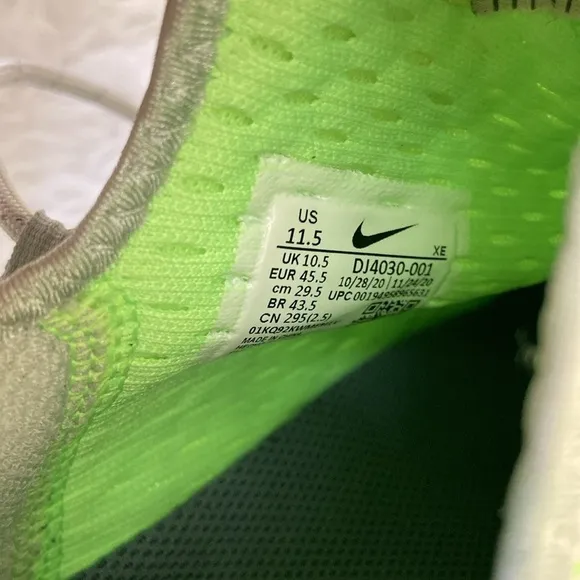 US
11.5
XE
UK 10.5
DJ4030-001
EUR 45.5
10/28/20 | 11/24/20
cm 29.5
BR 43.5
CN 295(2.5)
MADE IN